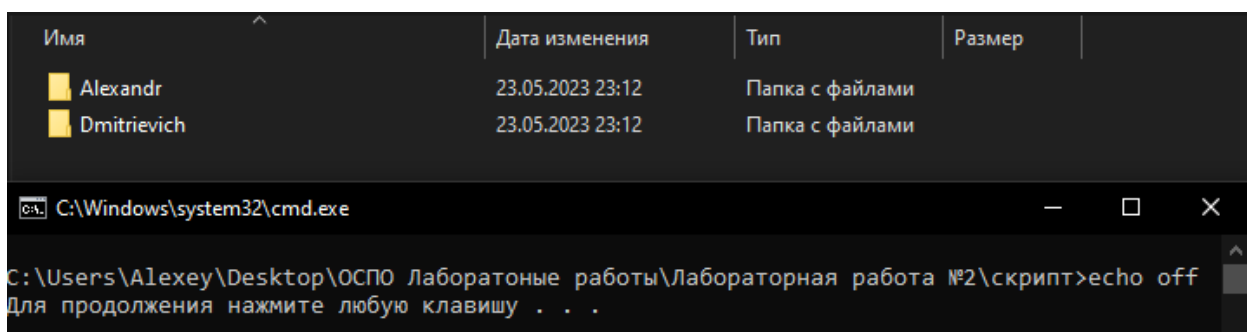 Имя Дата изменения Тип Размер
Alexandr 23.05.2023 23:12 Папка с файлами
Dmitrievich 23.05.2023 23:12 Папка с файлами
C:\Windows\system32\cmd.exe
C:\Users\Alexey\Desktop\ОСПО Лаборатоные работы\Лабораторная работа №2\скрипт>echo off
Для продолжения нажмите любую клавишу . . .